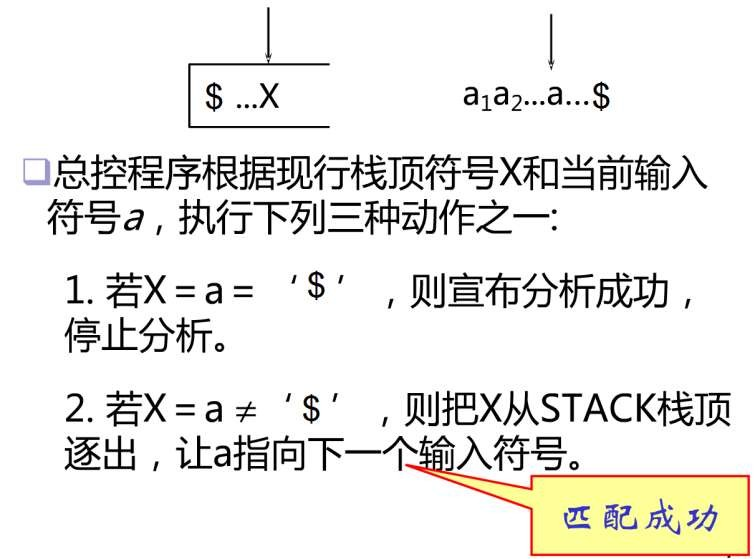 $ ...X
a₁a₂...a...$
总控程序根据现行栈顶符号X和当前输入
符号a，执行下列三种动作之一:
1. 若X＝a＝‘$’，则宣布分析成功，
停止分析。
2. 若X＝a ≠‘$’，则把X从STACK栈顶
逐出，让a指向下一个输入符号。
匹配成功